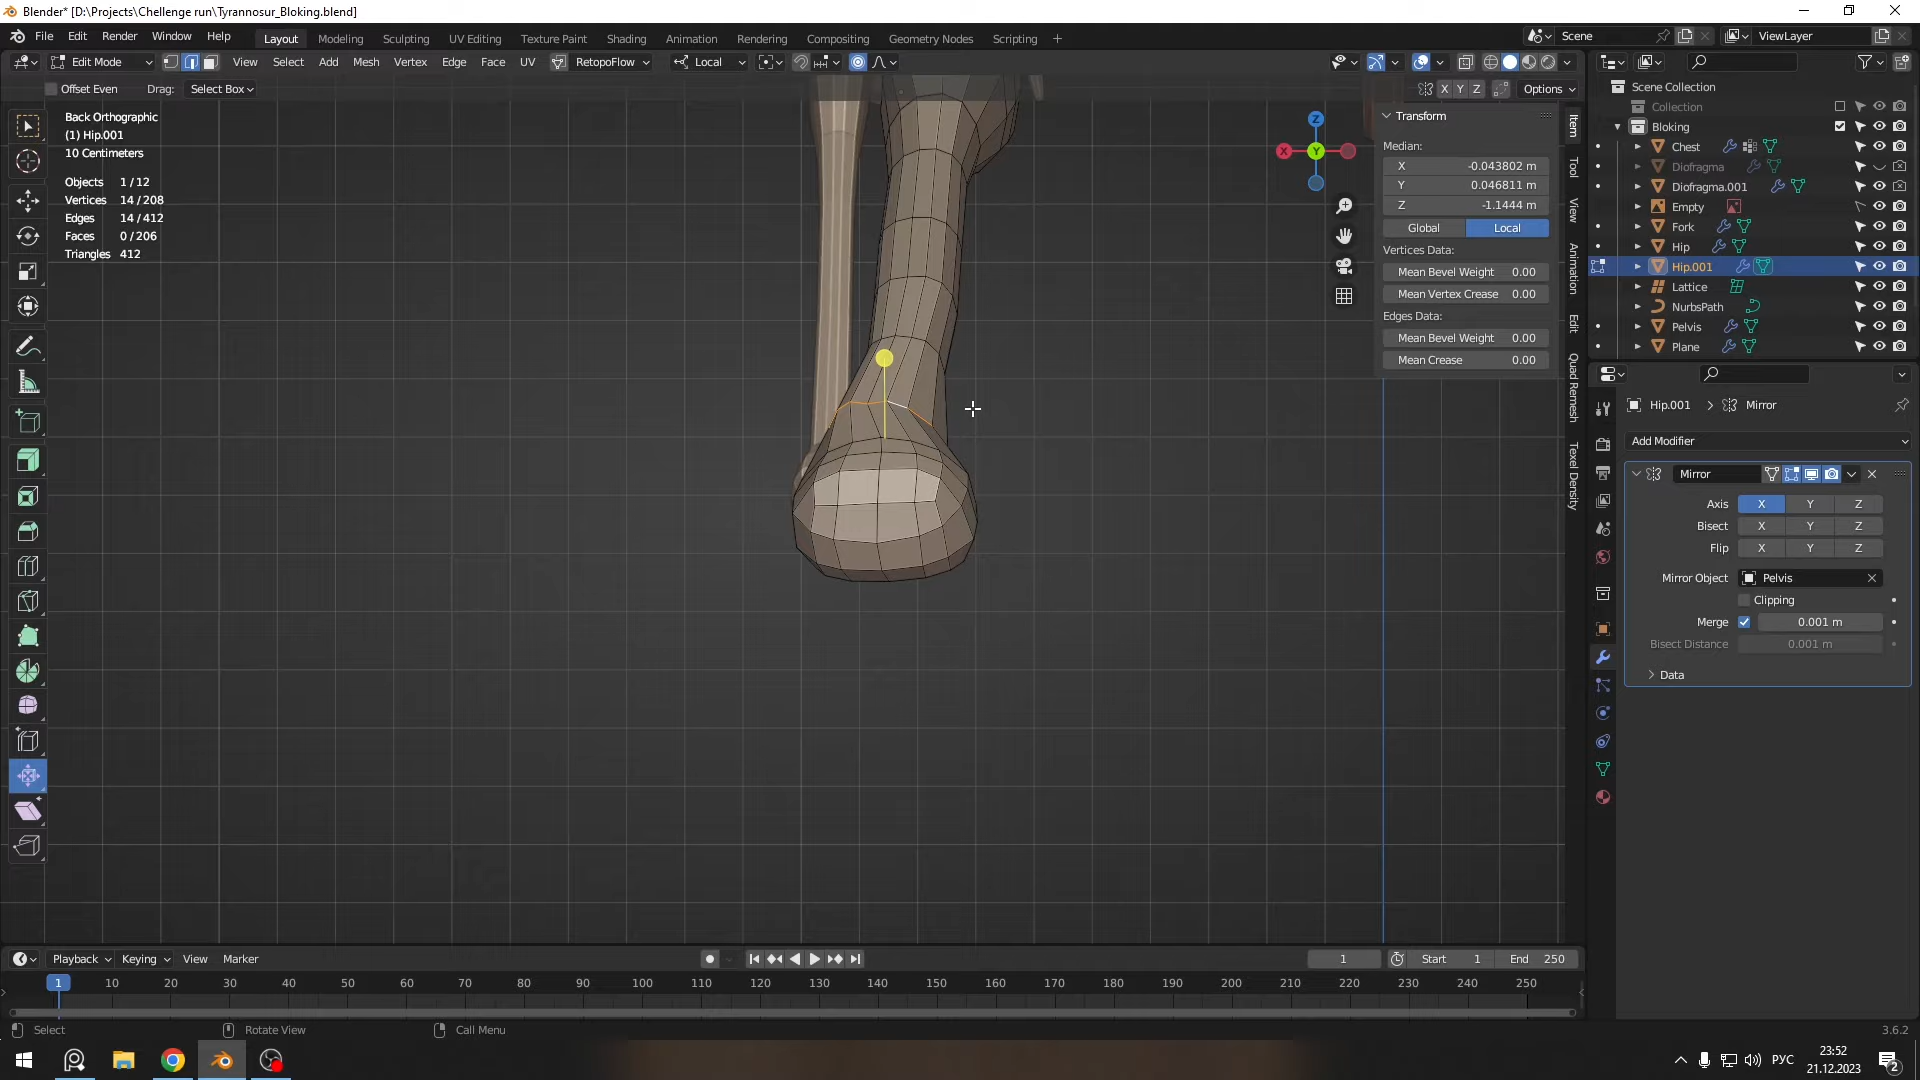 Blender* [D:\Projects\Chellenge run\Tyrannosur_Bloking.blend]
File Edit Render Window Help Layout Modeling Sculpting UV Editing Texture Paint Shading Animation Rendering Compositing Geometry Nodes Scripting + Scene ViewLayer
Edit Mode View Select Add Mesh Vertex Edge Face UV RetopoFlow Local
Offset Even Drag: Select Box X Y Z Options
Back Orthographic
(1) Hip.001
10 Centimeters
Objects 1 / 12
Vertices 14 / 208
Edges 14 / 412
Faces 0 / 206
Triangles 412
Z
X
Y
Transform
Median:
X -0.043802 m
Y 0.046811 m
Z -1.1444 m
Global Local
Vertices Data:
Mean Bevel Weight 0.00
Mean Vertex Crease 0.00
Edges Data:
Mean Bevel Weight 0.00
Mean Crease 0.00
Item
Tool
View
Animation
Edit
Quad Remesh
Texel Density
Scene Collection
Collection
Bloking
Chest
Diofragma
Diofragma.001
Empty
Fork
Hip
Hip.001
Lattice
NurbsPath
Pelvis
Plane
Hip.001 > Mirror
Add Modifier
Mirror
Axis X Y Z
Bisect X Y Z
Flip X Y Z
Mirror Object Pelvis
Clipping
Merge 0.001 m
Bisect Distance 0.001 m
Data
Playback Keying View Marker 1 Start 1 End 250
1 10 20 30 40 50 60 70 80 90 100 110 120 130 140 150 160 170 180 190 200 210 220 230 240 250
Select Rotate View Call Menu 3.6.2
РУС
23:52
21.12.2023
2